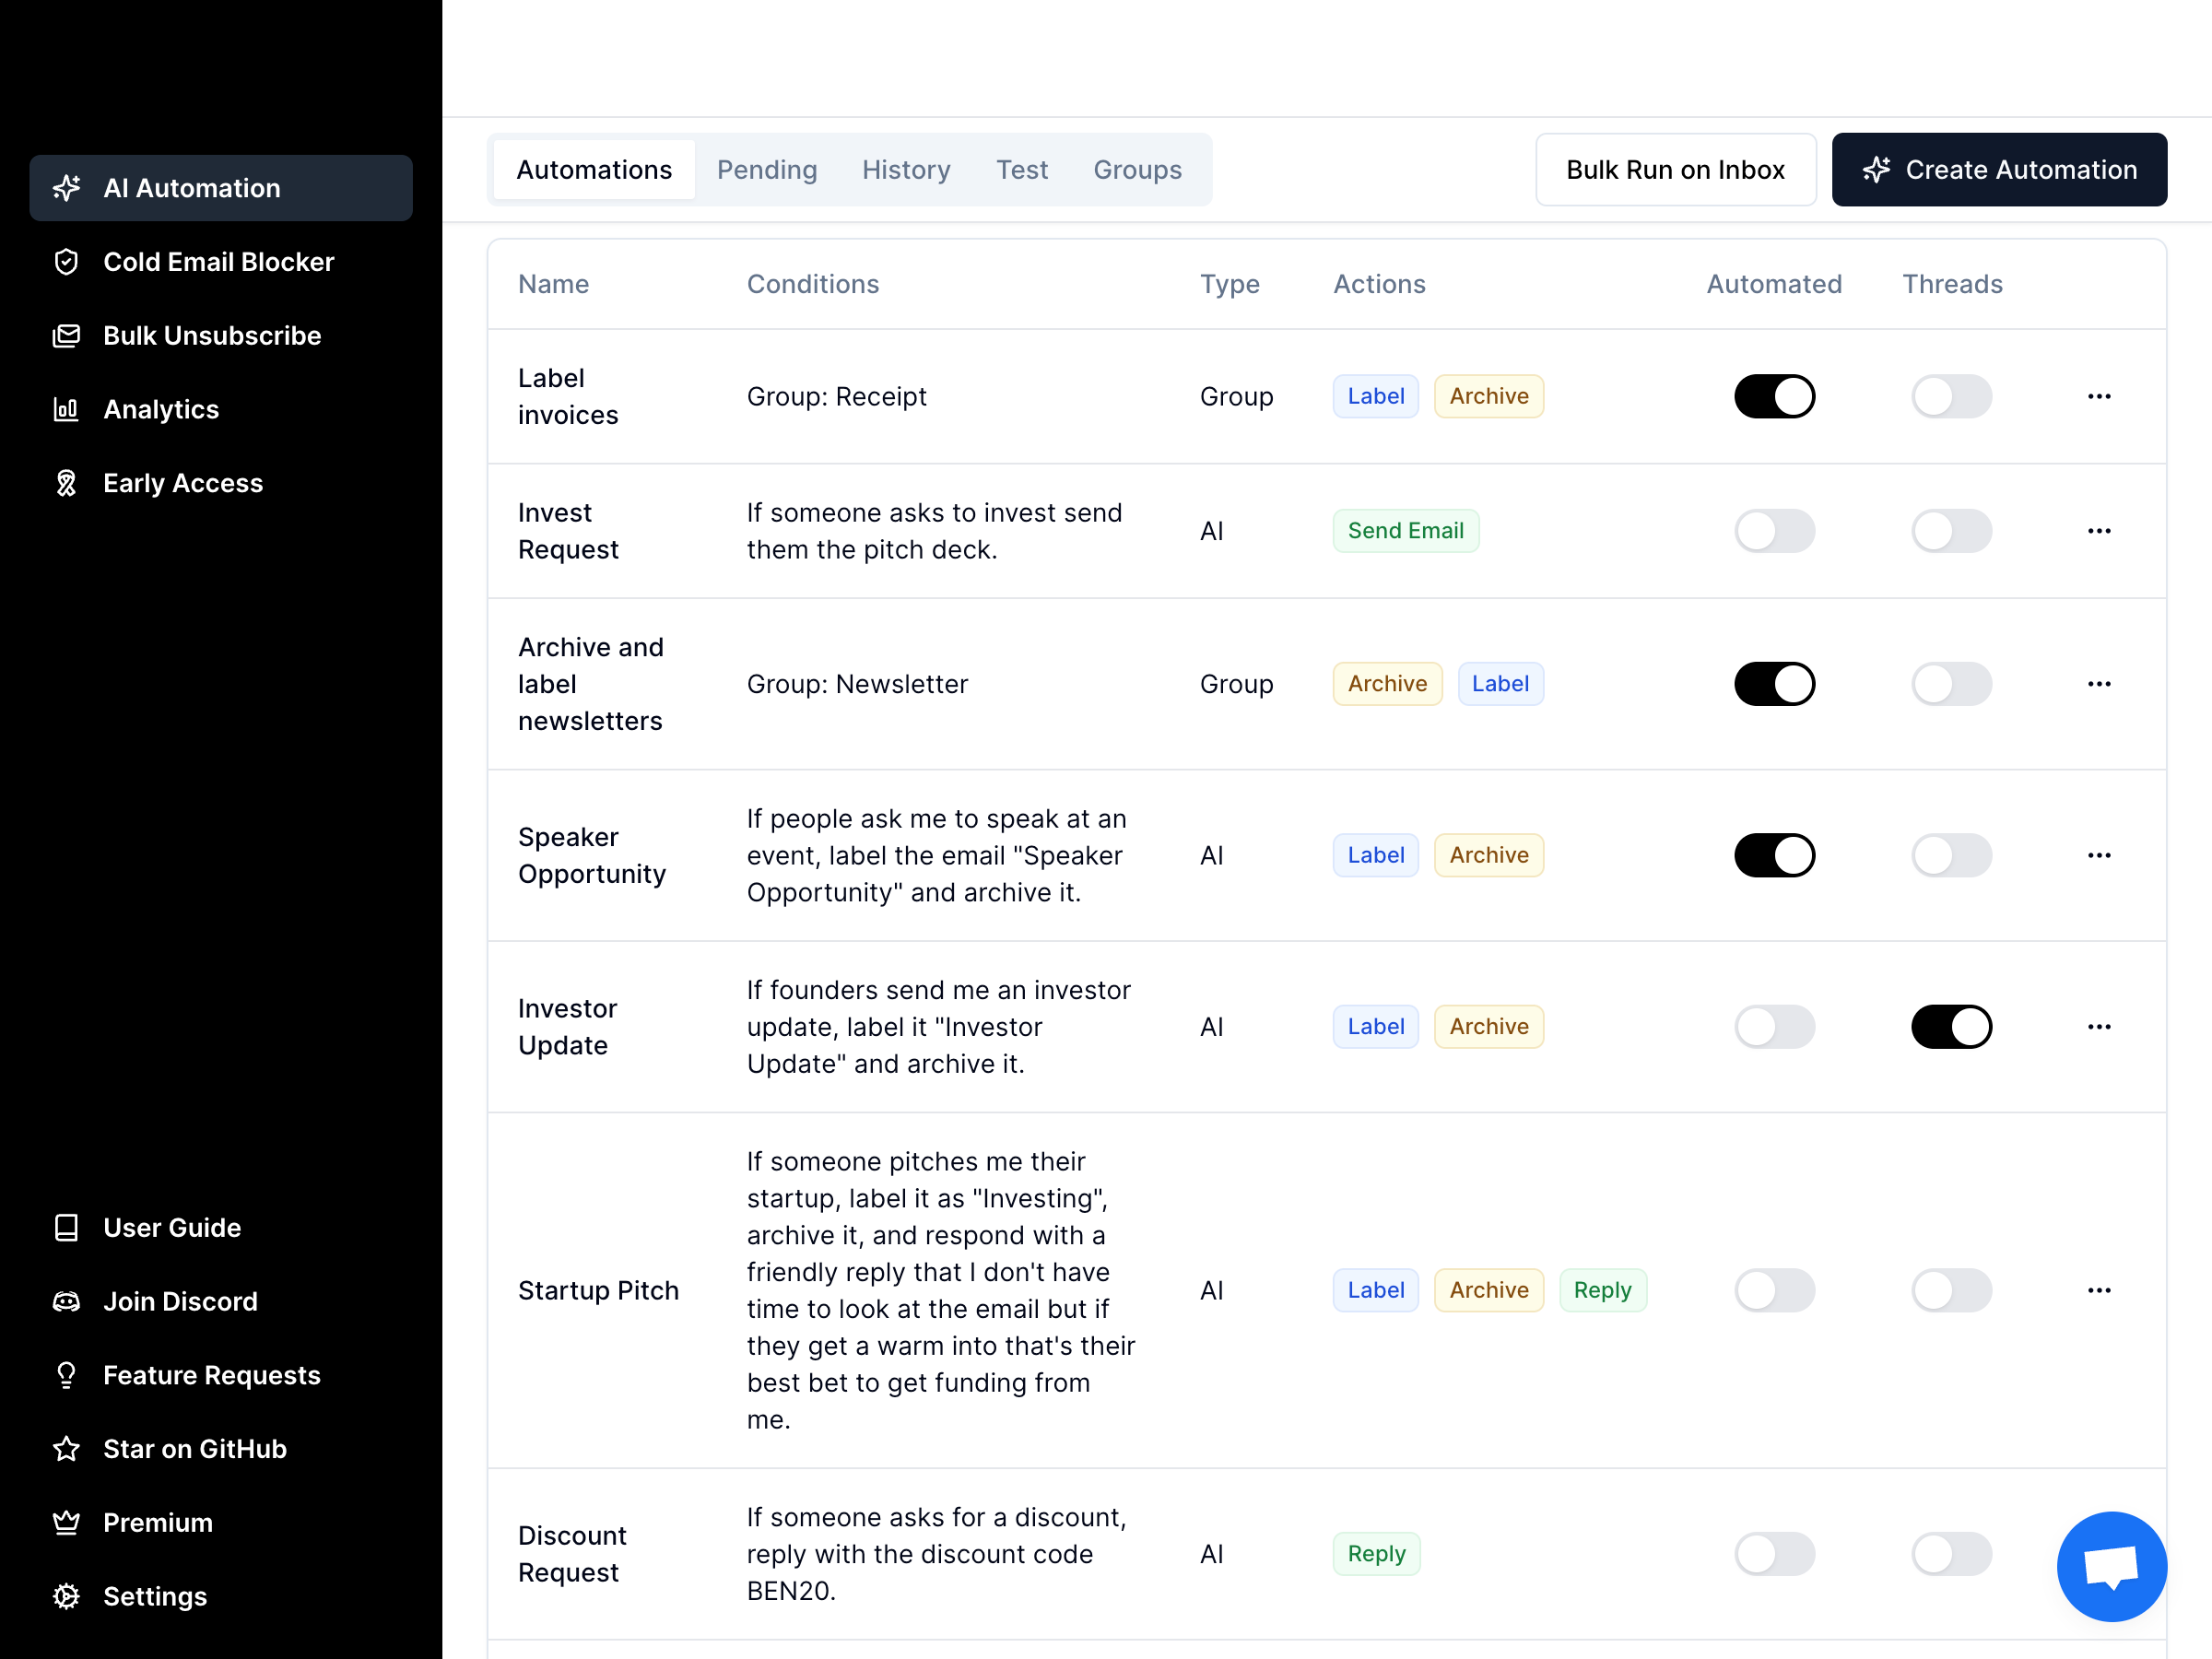 AI Automation
Cold Email Blocker
Bulk Unsubscribe
Analytics
Early Access
User Guide
Join Discord
Feature Requests
Star on GitHub
Premium
Settings
Automations Pending History Test Groups
Bulk Run on Inbox
Create Automation
Name Conditions Type Actions Automated Threads
Label
invoices
Group: Receipt
Group
Label Archive
Invest
Request
If someone asks to invest send
them the pitch deck.
AI
Send Email
Archive and
label
newsletters
Group: Newsletter
Group
Archive Label
Speaker
Opportunity
If people ask me to speak at an
event, label the email "Speaker
Opportunity" and archive it.
AI
Label Archive
Investor
Update
If founders send me an investor
update, label it "Investor
Update" and archive it.
AI
Label Archive
Startup Pitch
If someone pitches me their
startup, label it as "Investing",
archive it, and respond with a
friendly reply that I don't have
time to look at the email but if
they get a warm into that's their
best bet to get funding from
me.
AI
Label Archive Reply
Discount
Request
If someone asks for a discount,
reply with the discount code
BEN20.
AI
Reply